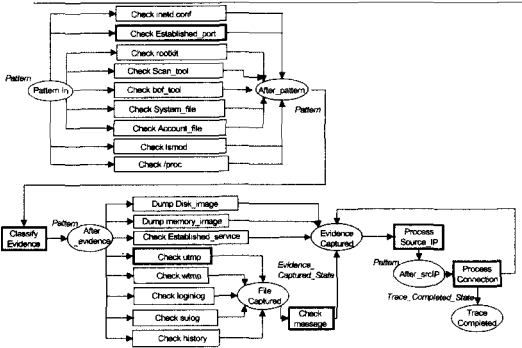 Check inetd.conf
Check Established_port
Check rootkit
Check Scan_tool
Check bof_tool
Check System_file
Check Account_file
Check lsmod
Check /proc
Pattern
Pattern In
After_pattern
Pattern
Classify
Evidence
Pattern
After
evidence
Dump Disk_image
Dump memory_image
Check Established_service
Check utmp
Check wtmp
Check loginlog
Check sulog
Check history
File
Captured
Check
message
Evidence_
Captured_State
Evidence
Captured
Process
Source_IP
Pattern
After_srcIP
Process
Connection
Trace_Completed_State
Trace
Completed